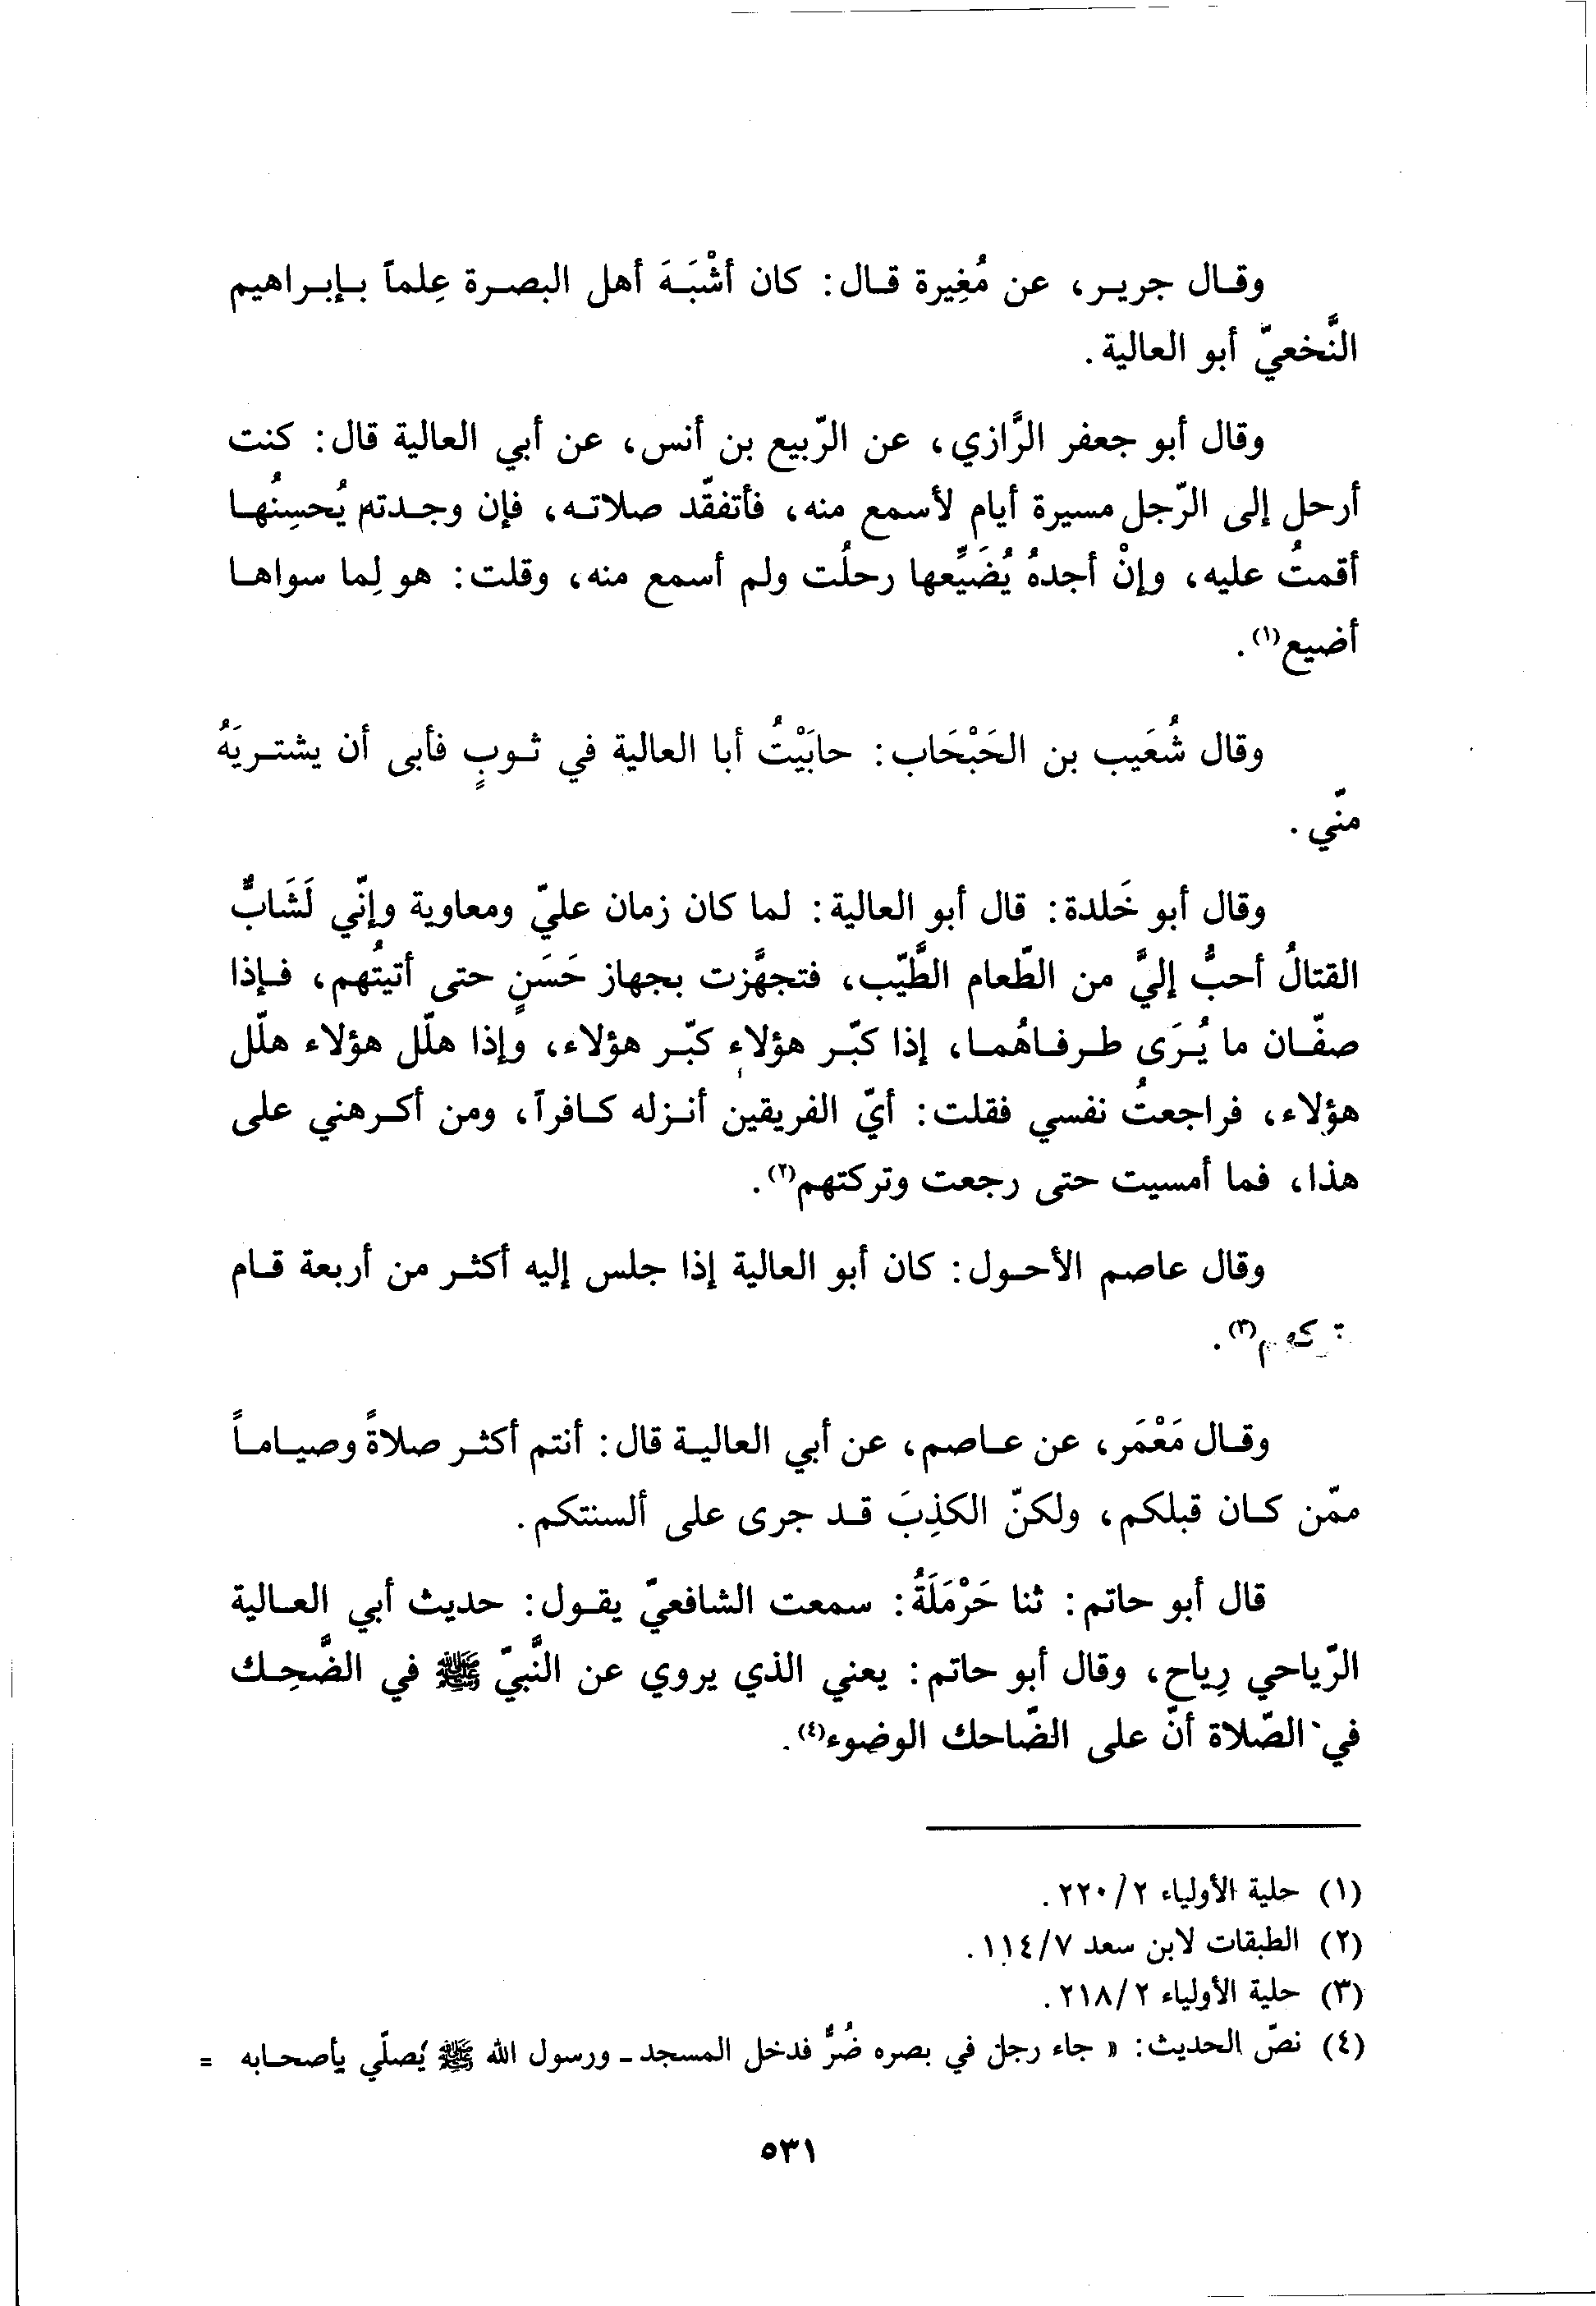 وقال جرير، عن مُغِيرة قال: كان أشْبَهَ أهل البصرة عِلماً بإبراهيم
النَّخعيّ أبو العالية.
وقال أبو جعفر الرَّازي، عن الرّبيع بن أنس، عن أبي العالية قال: كنت
أرحل إلى الرّجل مسيرة أيام لأسمع منه، فأتفقّد صلاته، فإن وجدته يُحسِنُها
أقمتُ عليه، وإنْ أجدهُ يُضَيِّعها رحلُت ولم أسمع منه، وقلت: هو لِما سواها
أضيع(١).
وقال شُعَيب بن الحَبْحَاب: حابَيْتُ أبا العالية في ثوبٍ فأبى أن يشتريَهُ
منّي.
وقال أبو خَلدة: قال أبو العالية: لما كان زمان عليّ ومعاوية وإنّي لَشَابٌّ
القتالُ أحبُّ إليَّ من الطّعام الطَّيّب، فتجهَّزت بجهاز حَسَنٍ حتى أتيتُهم، فإذا
صفّان ما يُرَى طرفاهُما، إذا كبّر هؤلاء كبّر هؤلاء، وإذا هلّل هؤلاء هلّل
هؤلاء، فراجعتُ نفسي فقلت: أيّ الفريقين أنزله كافراً، ومن أكرهني على
هذا، فما أمسيت حتى رجعت وتركتهم(٢).
وقال عاصم الأحول: كان أبو العالية إذا جلس إليه أكثر من أربعة قام
(٣).
وقال مَعْمَر، عن عاصم، عن أبي العالية قال: أنتم أكثر صلاةً وصياماً
ممّن كان قبلكم، ولكنّ الكذِبَ قد جرى على ألسنتكم.
قال أبو حاتم: ثنا حَرْمَلَةُ: سمعت الشافعيّ يقول: حديث أبي العالية
الرّياحي رِياح، وقال أبو حاتم: يعني الذي يروي عن النَّبيّ ﷺ في الضَّحِك
في الصّلاة أنّ على الضّاحك الوضوء(٤).
(١) حلية الأولياء ٢/٢٢٠.
(٢) الطبقات لابن سعد ٧/١١٤.
(٣) حلية الأولياء ٢/٢١٨.
(٤) نصّ الحديث: «جاء رجل في بصره ضُرٌّ فدخل المسجد ـ ورسول الله ﷺ يُصلّي بأصحابه =
٥٣١